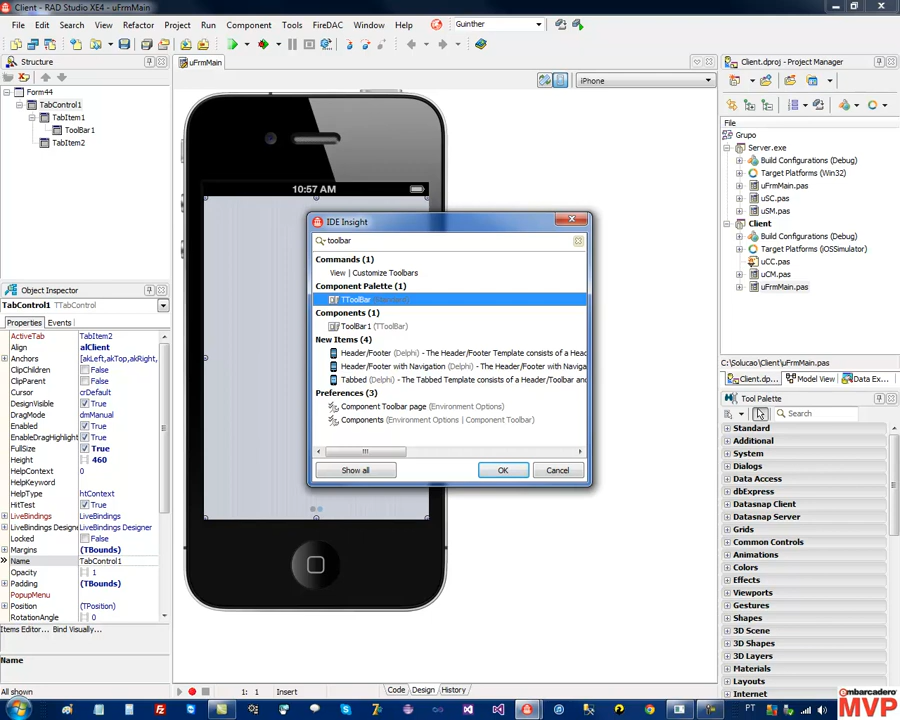 Client - RAD Studio XE4 - uFrmMain
File Edit Search View Refactor Project Run Component Tools FireDAC Window Help Gunther
Structure
uFrmMain
iPhone
Form44
TabControl1
TabItem1
ToolBar1
TabItem2
10:57 AM
IDE Insight
toolbar
Commands (1)
View | Customize Toolbars
Component Palette (1)
TToolBar
Components (1)
ToolBar1 (TToolBar)
New Items (4)
Header/Footer (Delphi) - The Header/Footer Template consists of a Head
Header/Footer with Navigation (Delphi) - The Header/Footer with Naviga
Tabbed (Delphi) - The Tabbed Template consists of a Header/Toolbar an
Preferences (3)
Component Toolbar page (Environment Options)
Components (Environment Options | Component Toolbar)
Show all OK Cancel
Object Inspector
TabControl1 TTabControl
Properties Events
ActiveTab TabItem2
Align alClient
Anchors [akLeft,akTop,akRight,
ClipChildren False
ClipParent False
Cursor crDefault
DesignVisible True
DragMode dmManual
Enabled True
EnableDragHighlight True
FullSize True
Height 460
HelpContext 0
HelpKeyword
HelpType htContext
HitTest True
LiveBindings LiveBindings
LiveBindings Designer LiveBindings Designer
Locked False
Margins (TBounds)
Name TabControl1
Opacity 1
Padding (TBounds)
PopupMenu
Position (TPosition)
RotationAngle 0
Items Editor... Bind Visually...
Name
All shown
1: 1 Insert Code Design History
Client.dproj - Project Manager
File
Grupo
Server.exe
Build Configurations (Debug)
Target Platforms (Win32)
uFrmMain.pas
uSC.pas
uSM.pas
Client
Build Configurations (Debug)
Target Platforms (iOSSimulator)
uCC.pas
uCM.pas
uFrmMain.pas
C:\Solucao\Client\uFrmMain.pas
Client.dp... Model View Data Ex...
Tool Palette
Search
Standard
Additional
System
Dialogs
Data Access
dbExpress
Datasnap Client
Datasnap Server
Grids
Common Controls
Animations
Colors
Effects
Viewports
Gestures
Shapes
3D Scene
3D Shapes
3D Layers
Materials
Layouts
Internet
PT
embarcadero
MVP